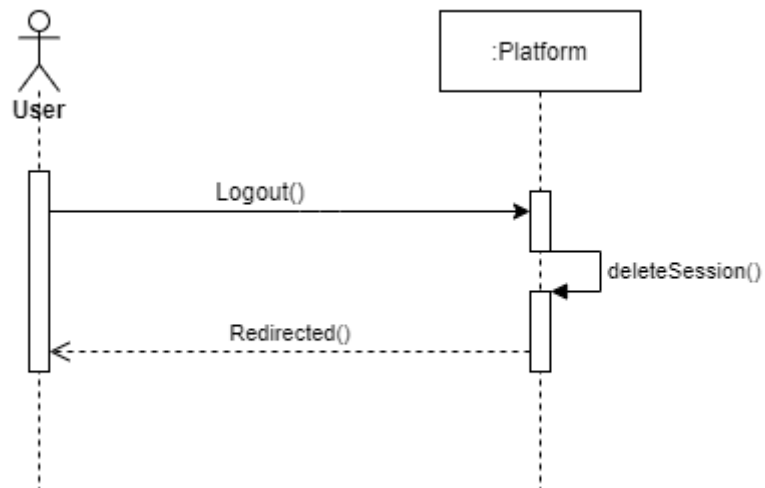 :Platform
User
Logout()
deleteSession()
Redirected()